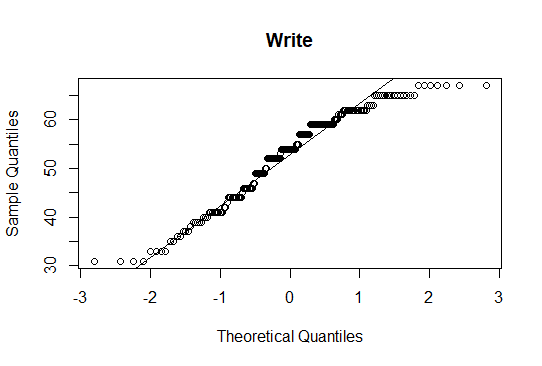 Write
Sample Quantiles
60
50
40
30
-3 -2 -1 0 1 2 3
Theoretical Quantiles